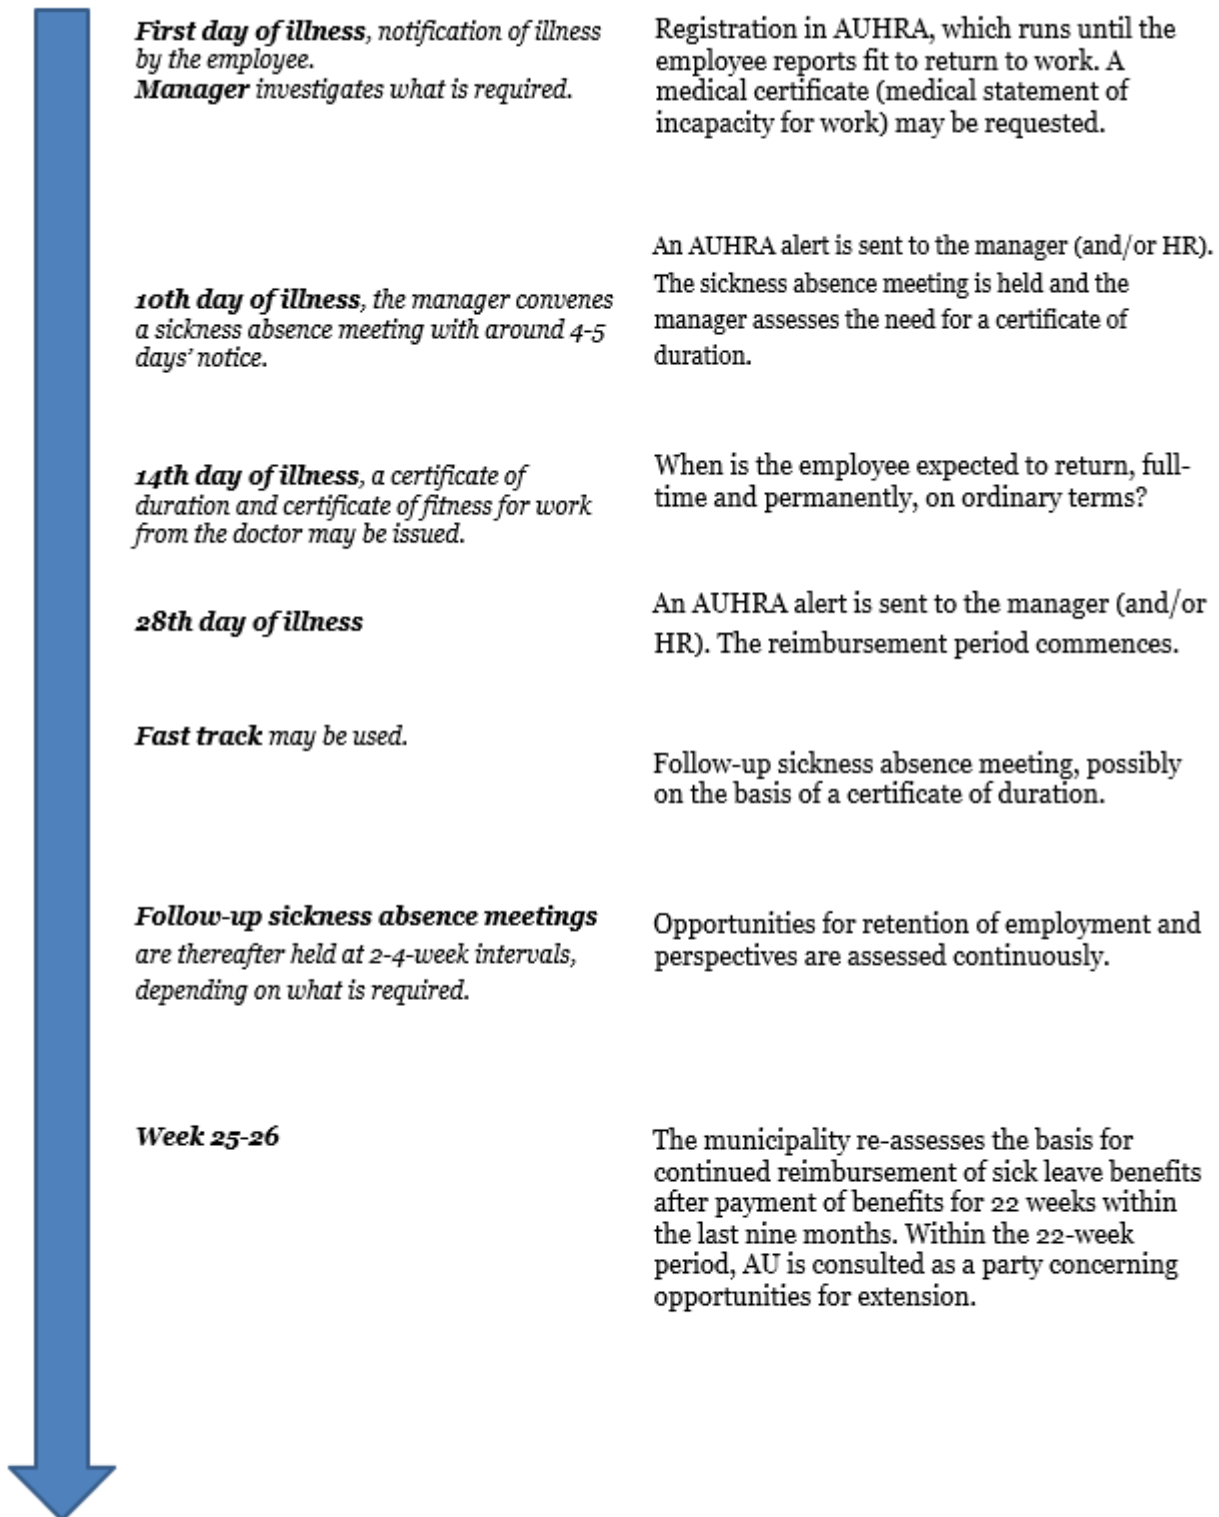 First day of illness, notification of illness
by the employee.
Manager investigates what is required.
Registration in AUHRA, which runs until the
employee reports fit to return to work. A
medical certificate (medical statement of
incapacity for work) may be requested.
10th day of illness, the manager convenes
a sickness absence meeting with around 4-5
days’ notice.
An AUHRA alert is sent to the manager (and/or HR).
The sickness absence meeting is held and the
manager assesses the need for a certificate of
duration.
14th day of illness, a certificate of
duration and certificate of fitness for work
from the doctor may be issued.
When is the employee expected to return, full-
time and permanently, on ordinary terms?
28th day of illness
An AUHRA alert is sent to the manager (and/or
HR). The reimbursement period commences.
Fast track may be used.
Follow-up sickness absence meeting, possibly
on the basis of a certificate of duration.
Follow-up sickness absence meetings
are thereafter held at 2-4-week intervals,
depending on what is required.
Opportunities for retention of employment and
perspectives are assessed continuously.
Week 25-26
The municipality re-assesses the basis for
continued reimbursement of sick leave benefits
after payment of benefits for 22 weeks within
the last nine months. Within the 22-week
period, AU is consulted as a party concerning
opportunities for extension.